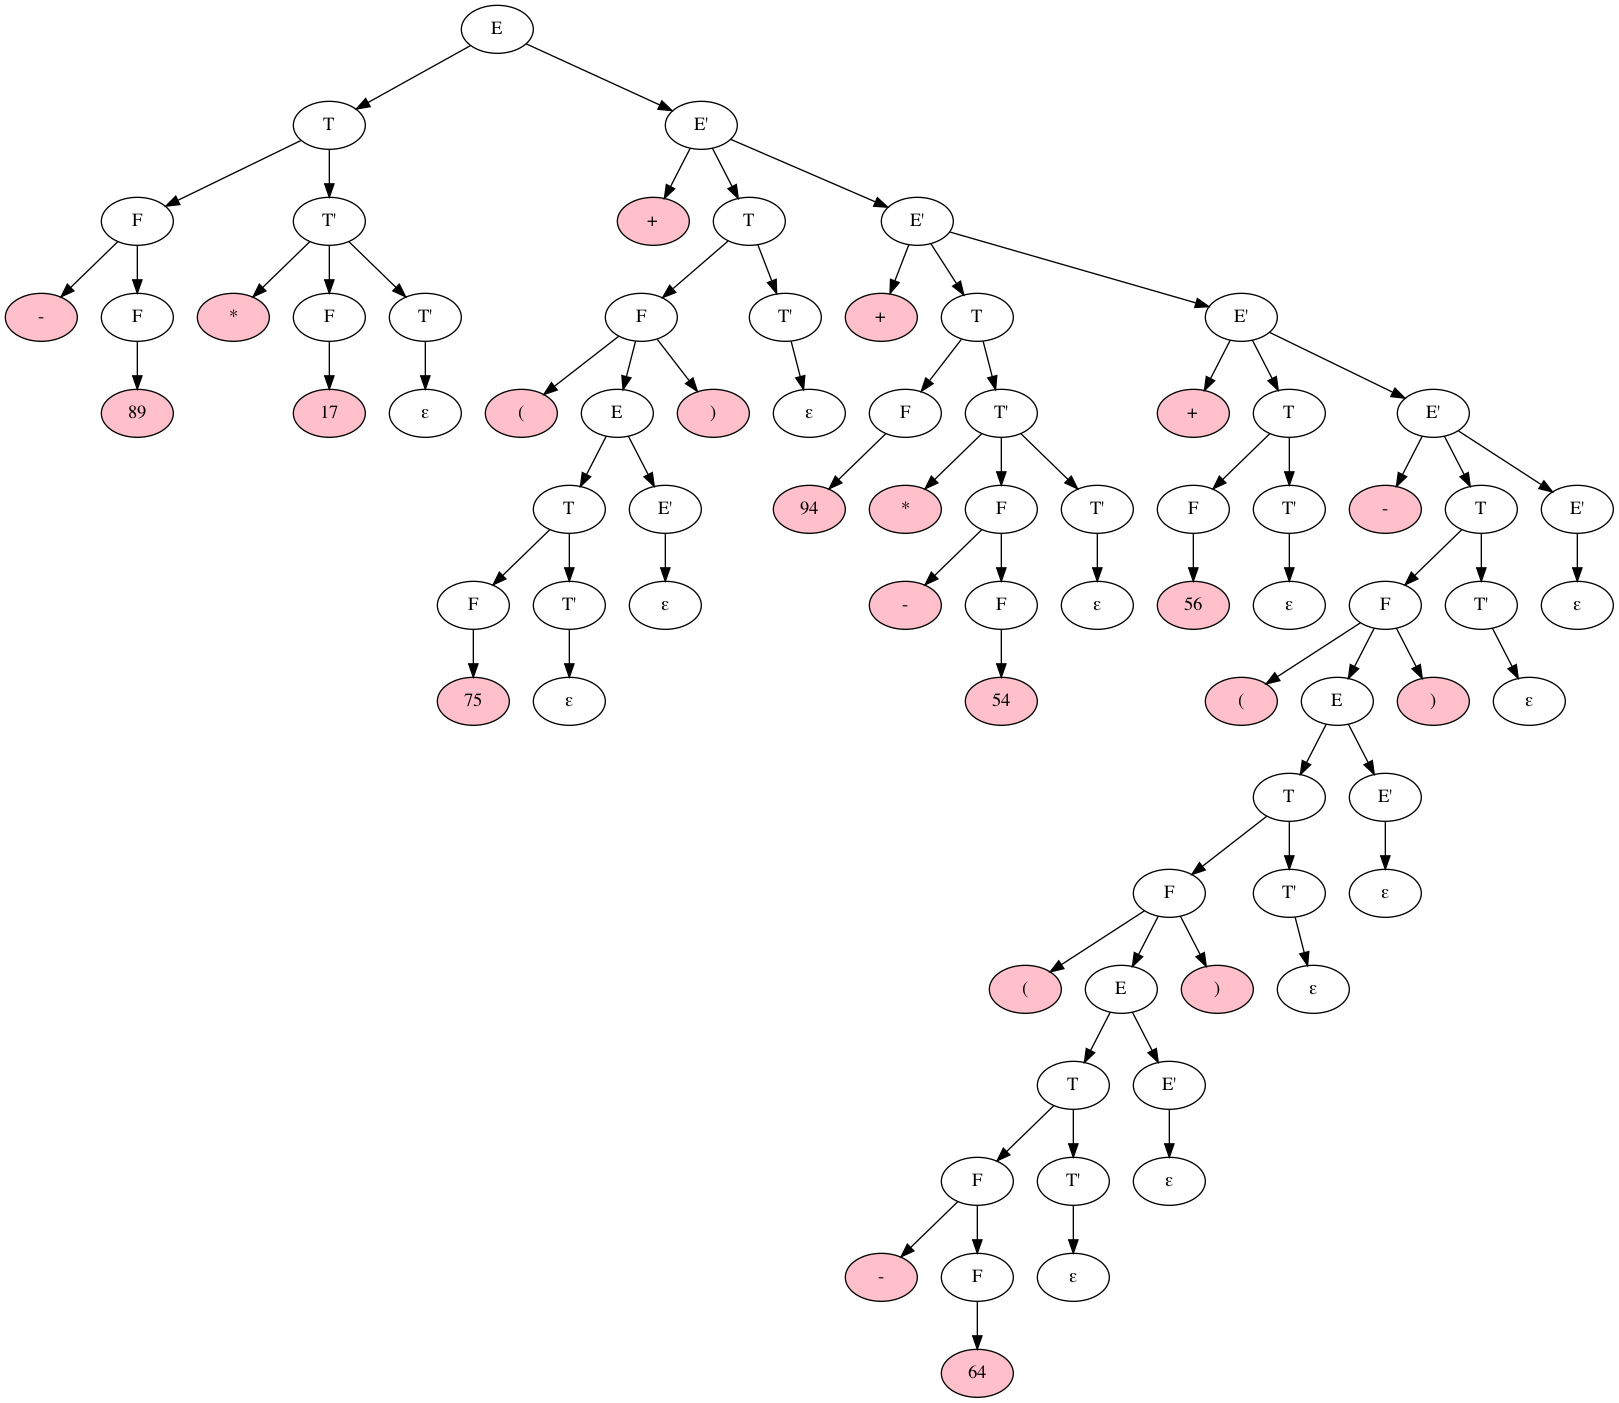 E
T E'
F T' + T E'
- F * F T' F T' + T E'
89 17 ε ( E ) ε F T' + T E'
T E' 94 * F T' F T' - T E'
F T' ε - F ε 56 ε F T' ε
75 ε 54 ( E ) ε
T E'
F T' ε
( E ) ε
T E'
F T' ε
- F ε
64